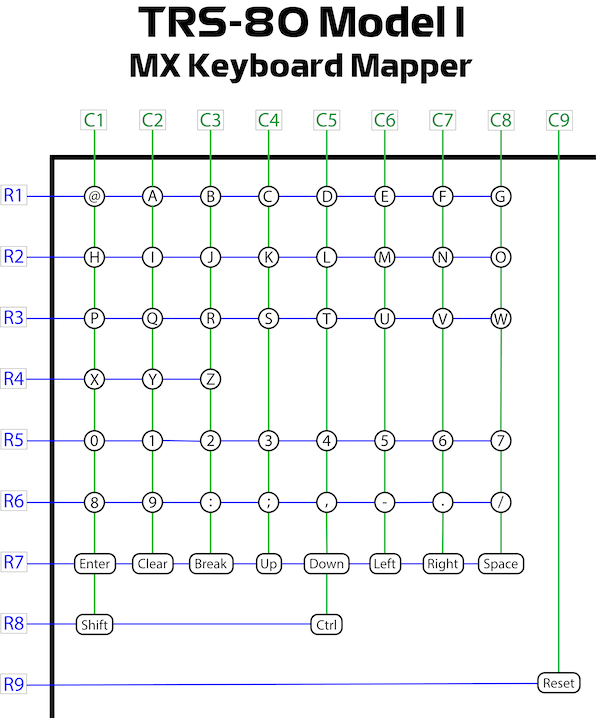 TRS-80 Model I
MX Keyboard Mapper
C1 C2 C3 C4 C5 C6 C7 C8 C9
R1 @ A B C D E F G
R2 H I J K L M N O
R3 P Q R S T U V W
R4 X Y Z
R5 0 1 2 3 4 5 6 7
R6 8 9 : ; , - . /
R7 Enter Clear Break Up Down Left Right Space
R8 Shift Ctrl
R9 Reset